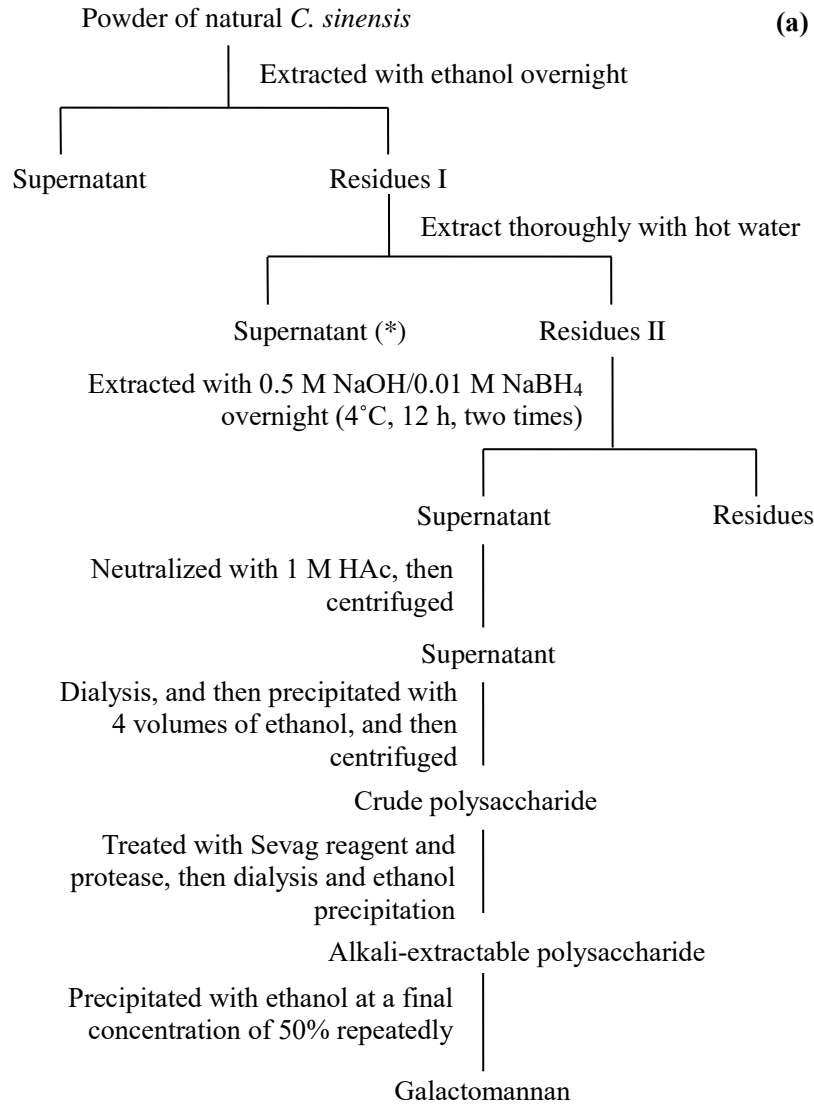 Powder of natural C. sinensis
(a)
Extracted with ethanol overnight
Supernatant
Residues I
Extract thoroughly with hot water
Supernatant (*)
Residues II
Extracted with 0.5 M NaOH/0.01 M NaBH₄
overnight (4˚C, 12 h, two times)
Supernatant
Residues
Neutralized with 1 M HAc, then
centrifuged
Supernatant
Dialysis, and then precipitated with
4 volumes of ethanol, and then
centrifuged
Crude polysaccharide
Treated with Sevag reagent and
protease, then dialysis and ethanol
precipitation
Alkali-extractable polysaccharide
Precipitated with ethanol at a final
concentration of 50% repeatedly
Galactomannan